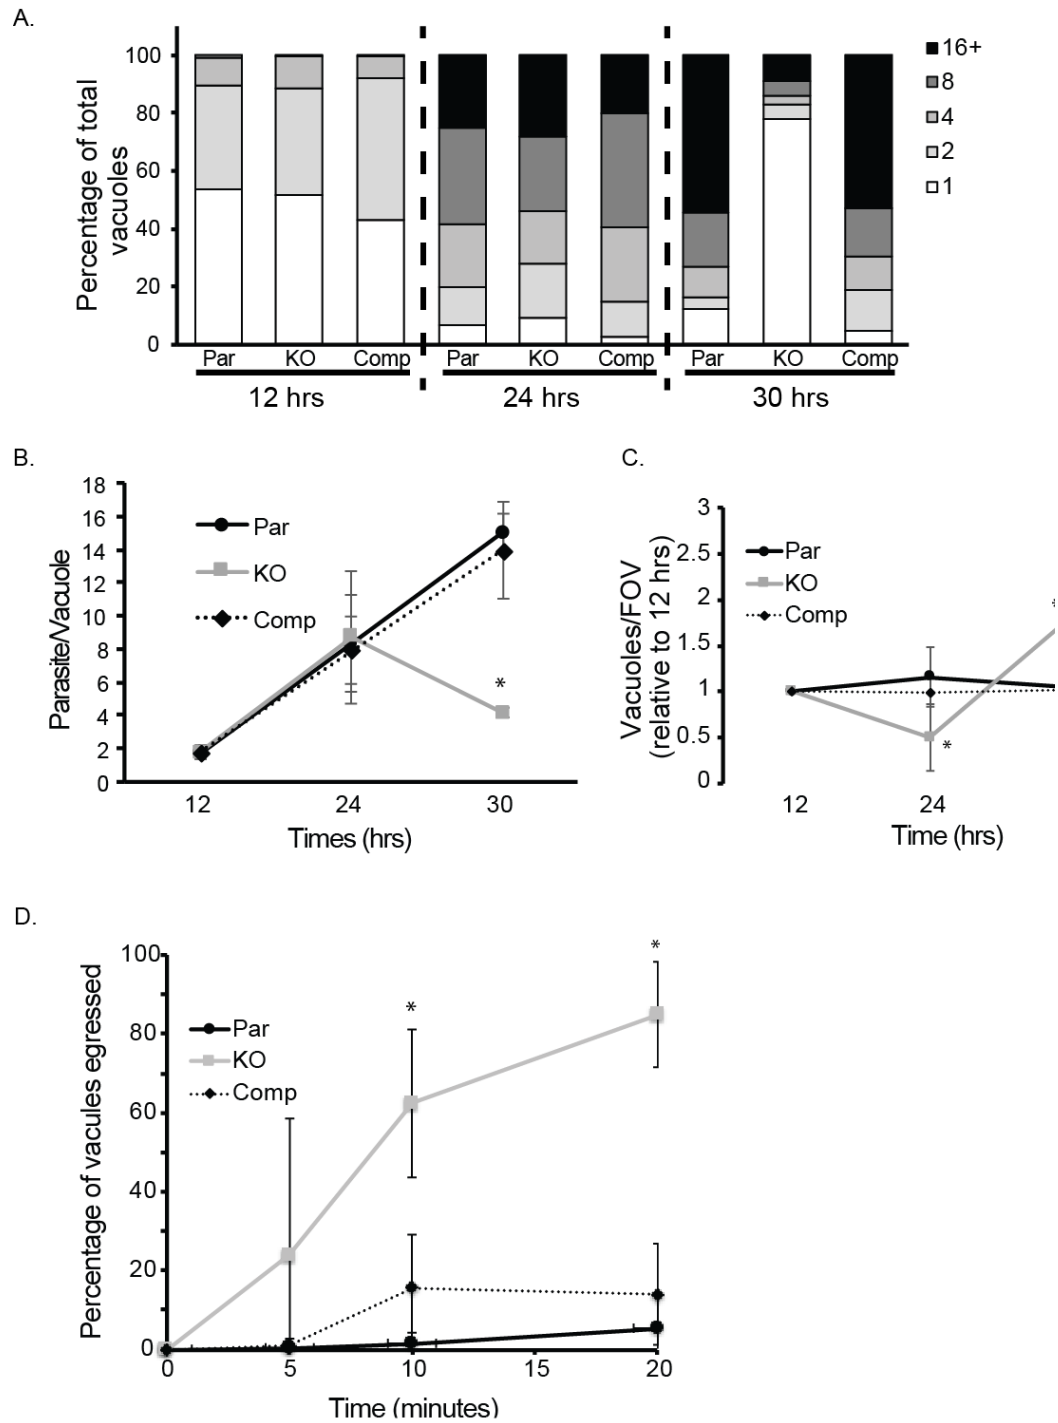 A.
Percentage of total
vacuoles
100
80
60
40
20
0
Par KO Comp Par KO Comp Par KO Comp
12 hrs 24 hrs 30 hrs
16+
8
4
2
1
B.
Parasite/Vacuole
18
16
14
12
10
8
6
4
2
0
Par
KO
Comp
*
12 24 30
Times (hrs)
C.
Vacuoles/FOV
(relative to 12 hrs)
3
2.5
2
1.5
1
0.5
0
Par
KO
Comp
*
*
12 24
Time (hrs)
D.
Percentage of vacules egressed
100
80
60
40
20
0
Par
KO
Comp
*
*
0 5 10 15 20
Time (minutes)